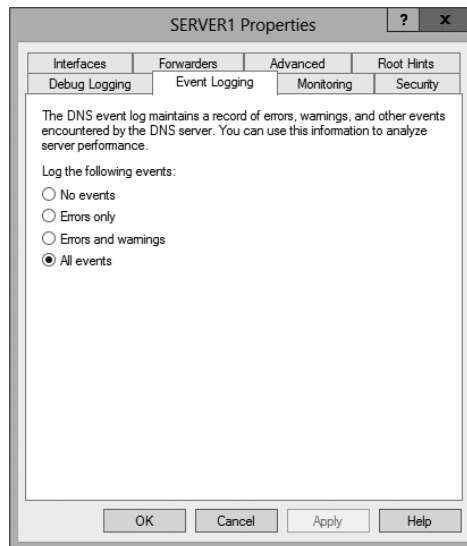 SERVER1 Properties
? x
Interfaces Forwarders Advanced Root Hints
Debug Logging Event Logging Monitoring Security
The DNS event log maintains a record of errors, warnings, and other events
encountered by the DNS server. You can use this information to analyze
server performance.
Log the following events:
No events
Errors only
Errors and warnings
All events
OK Cancel Apply Help